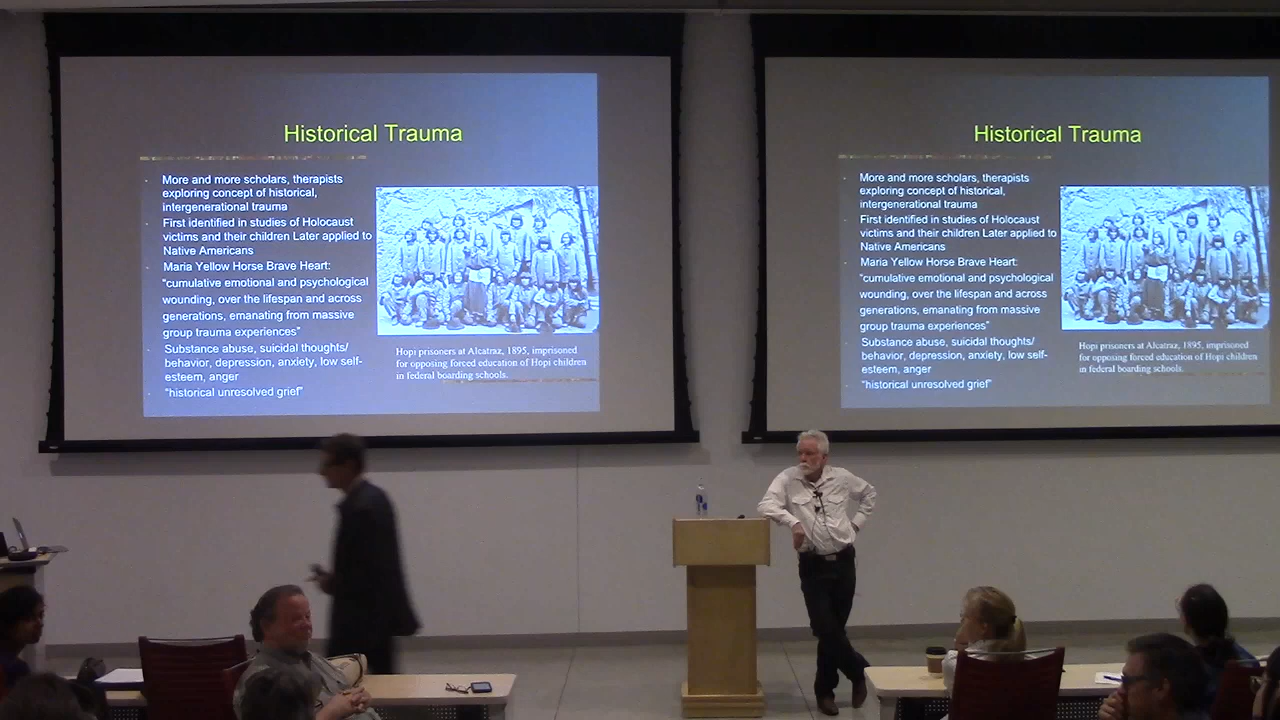 Historical Trauma
More and more scholars, therapists
exploring concept of historical,
intergenerational trauma
First identified in studies of Holocaust
victims and their children Later applied to
Native Americans
Maria Yellow Horse Brave Heart:
“cumulative emotional and psychological
wounding, over the lifespan and across
generations, emanating from massive
group trauma experiences”
Substance abuse, suicidal thoughts/
behavior, depression, anxiety, low self-
esteem, anger
“historical unresolved grief”
Hopi prisoners at Alcatraz, 1895, imprisoned
for opposing forced education of Hopi children
in federal boarding schools.
Historical Trauma
More and more scholars, therapists
exploring concept of historical,
intergenerational trauma
First identified in studies of Holocaust
victims and their children Later applied to
Native Americans
Maria Yellow Horse Brave Heart:
“cumulative emotional and psychological
wounding, over the lifespan and across
generations, emanating from massive
group trauma experiences”
Substance abuse, suicidal thoughts/
behavior, depression, anxiety, low self-
esteem, anger
“historical unresolved grief”
Hopi prisoners at Alcatraz, 1895, imprisoned
for opposing forced education of Hopi children
in federal boarding schools.